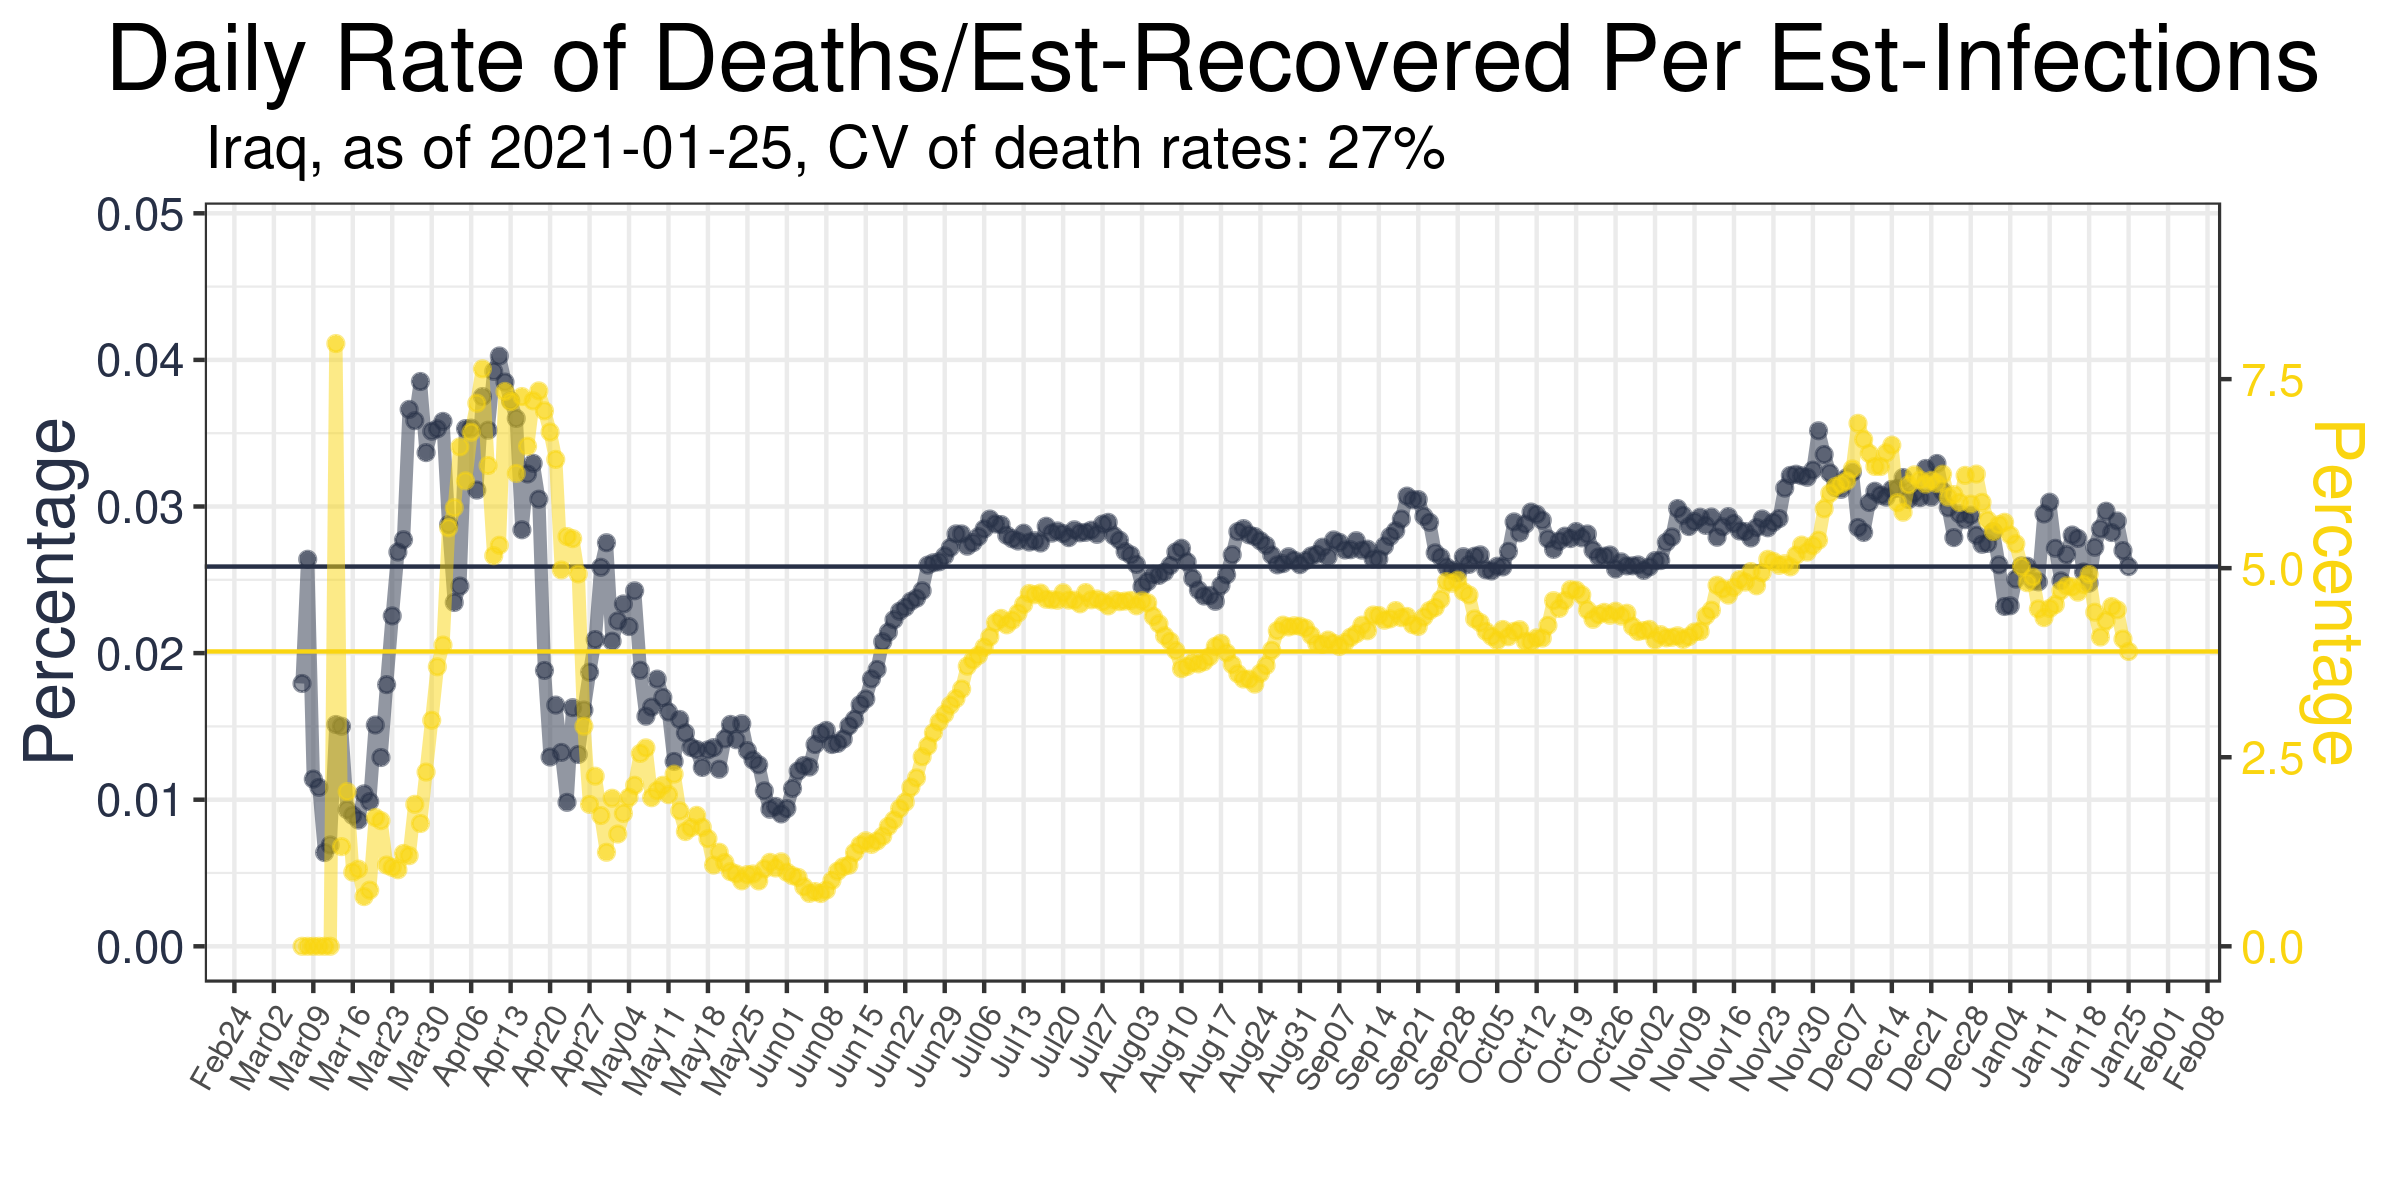 Daily Rate of Deaths/Est-Recovered Per Est-Infections
Iraq, as of 2021-01-25, CV of death rates: 27%
Percentage
0.05
0.04
0.03
0.02
0.01
0.00
7.5
5.0
2.5
0.0
Percentage
Feb24
Mar02
Mar09
Mar16
Mar23
Mar30
Apr06
Apr13
Apr20
Apr27
May04
May11
May18
May25
Jun01
Jun08
Jun15
Jun22
Jun29
Jul06
Jul13
Jul20
Jul27
Aug03
Aug10
Aug17
Aug24
Aug31
Sep07
Sep14
Sep21
Sep28
Oct05
Oct12
Oct19
Oct26
Nov02
Nov09
Nov16
Nov23
Nov30
Dec07
Dec14
Dec21
Dec28
Jan04
Jan11
Jan18
Jan25
Feb01
Feb08